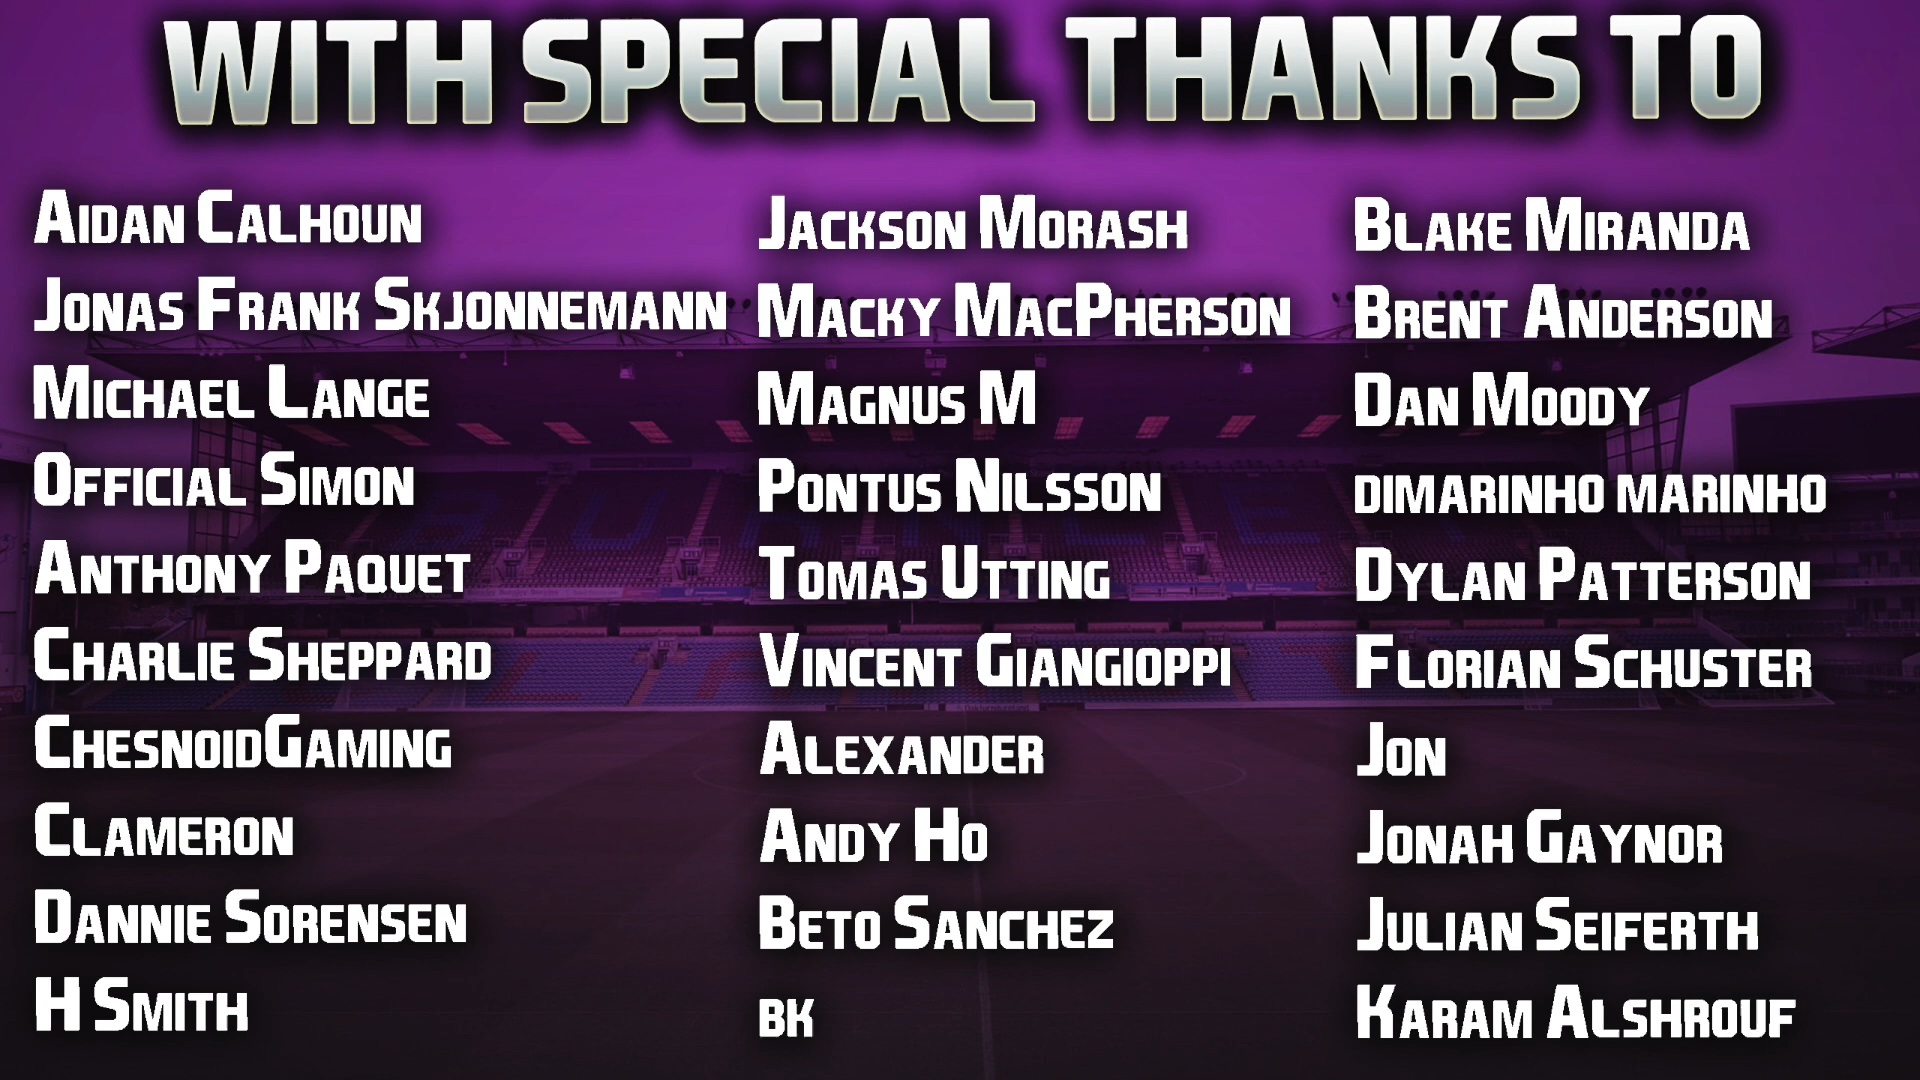 WITH SPECIAL THANKS TO
Aidan Calhoun
Jonas Frank Skjonnemann
Michael Lange
Official Simon
Anthony Paquet
Charlie Sheppard
ChesnoidGaming
Clameron
Dannie Sorensen
H Smith
Jackson Morash
Macky MacPherson
Magnus M
Pontus Nilsson
Tomas Utting
Vincent Giangioppi
Alexander
Andy Ho
Beto Sanchez
bk
Blake Miranda
Brent Anderson
Dan Moody
dimarinho marinho
Dylan Patterson
Florian Schuster
Jon
Jonah Gaynor
Julian Seiferth
Karam Alshrouf